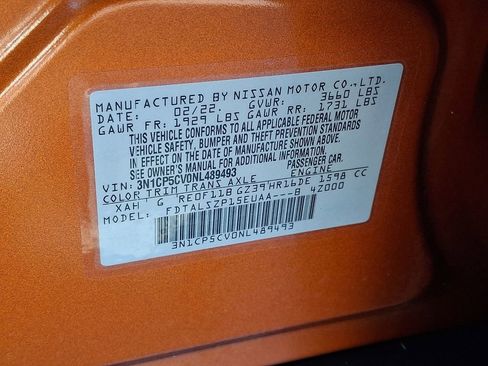 MANUFACTURED BY NISSAN MOTOR CO., LTD.
DATE: 02/22. GVWR: 3660 LBS
GAWR FR: 1929 LBS GAWR RR: 1731 LBS
THIS VEHICLE CONFORMS TO ALL APPLICABLE FEDERAL MOTOR
VEHICLE SAFETY, BUMPER AND THEFT PREVENTION STANDARDS
IN EFFECT ON THE DATE OF MANUFACTURE SHOWN ABOVE.
SEE OWNER'S MANUAL FOR ADDITIONAL INFORMATION
VIN: 3N1CP5CV0NL489493 PASSENGER CAR.
COLOR TRIM TRANS AXLE ENGINE
XAH, G RE0F11B GZ39 HR16DE 1598 CC
MODEL: FDTALSZP15EUAA---B 4Z000
3N1CP5CV0NL489493